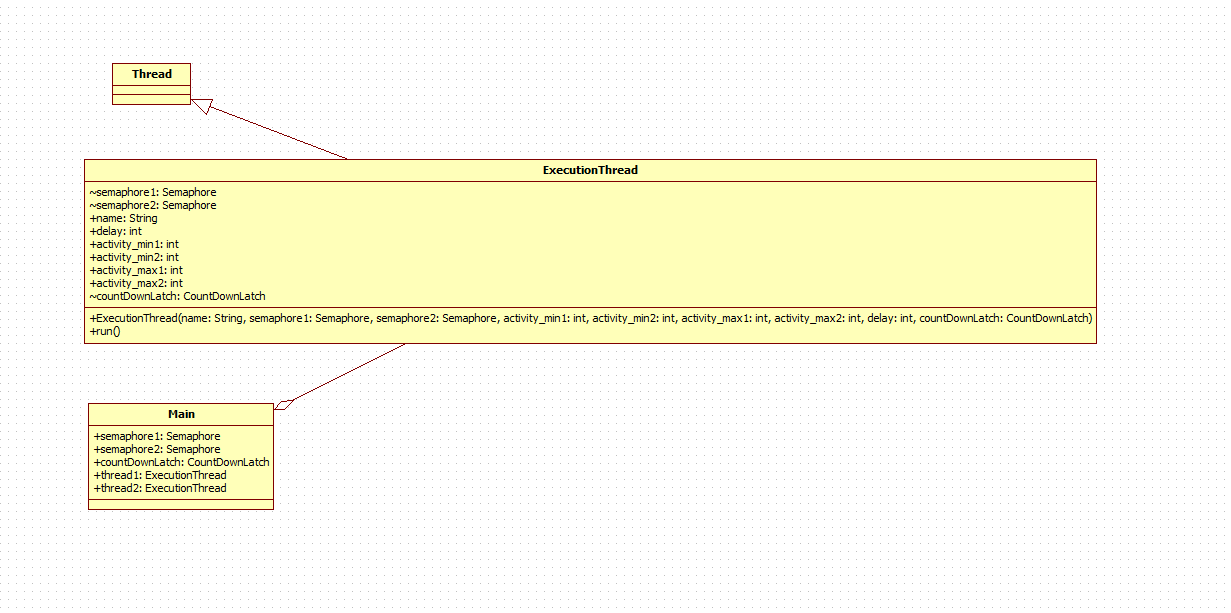 Thread
ExecutionThread
~semaphore1: Semaphore
~semaphore2: Semaphore
+name: String
+delay: int
+activity_min1: int
+activity_min2: int
+activity_max1: int
+activity_max2: int
~countDownLatch: CountDownLatch
+ExecutionThread(name: String, semaphore1: Semaphore, semaphore2: Semaphore, activity_min1: int, activity_min2: int, activity_max1: int, activity_max2: int, delay: int, countDownLatch: CountDownLatch)
+run()
Main
+semaphore1: Semaphore
+semaphore2: Semaphore
+countDownLatch: CountDownLatch
+thread1: ExecutionThread
+thread2: ExecutionThread